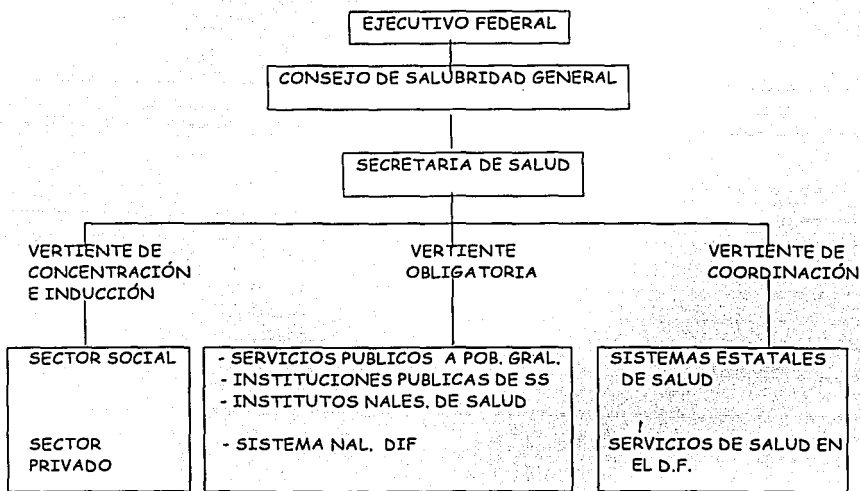 EJECUTIVO FEDERAL
CONSEJO DE SALUBRIDAD GENERAL
SECRETARIA DE SALUD
VERTIENTE DE
CONCENTRACIÓN
E INDUCCIÓN
VERTIENTE
OBLIGATORIA
VERTIENTE DE
COORDINACIÓN
SECTOR SOCIAL
SECTOR
PRIVADO
- SERVICIOS PUBLICOS A POB. GRAL.
- INSTITUCIONES PUBLICAS DE SS
- INSTITUTOS NALES. DE SALUD
- SISTEMA NAL. DIF
SISTEMAS ESTATALES
DE SALUD
SERVICIOS DE SALUD EN
EL D.F.